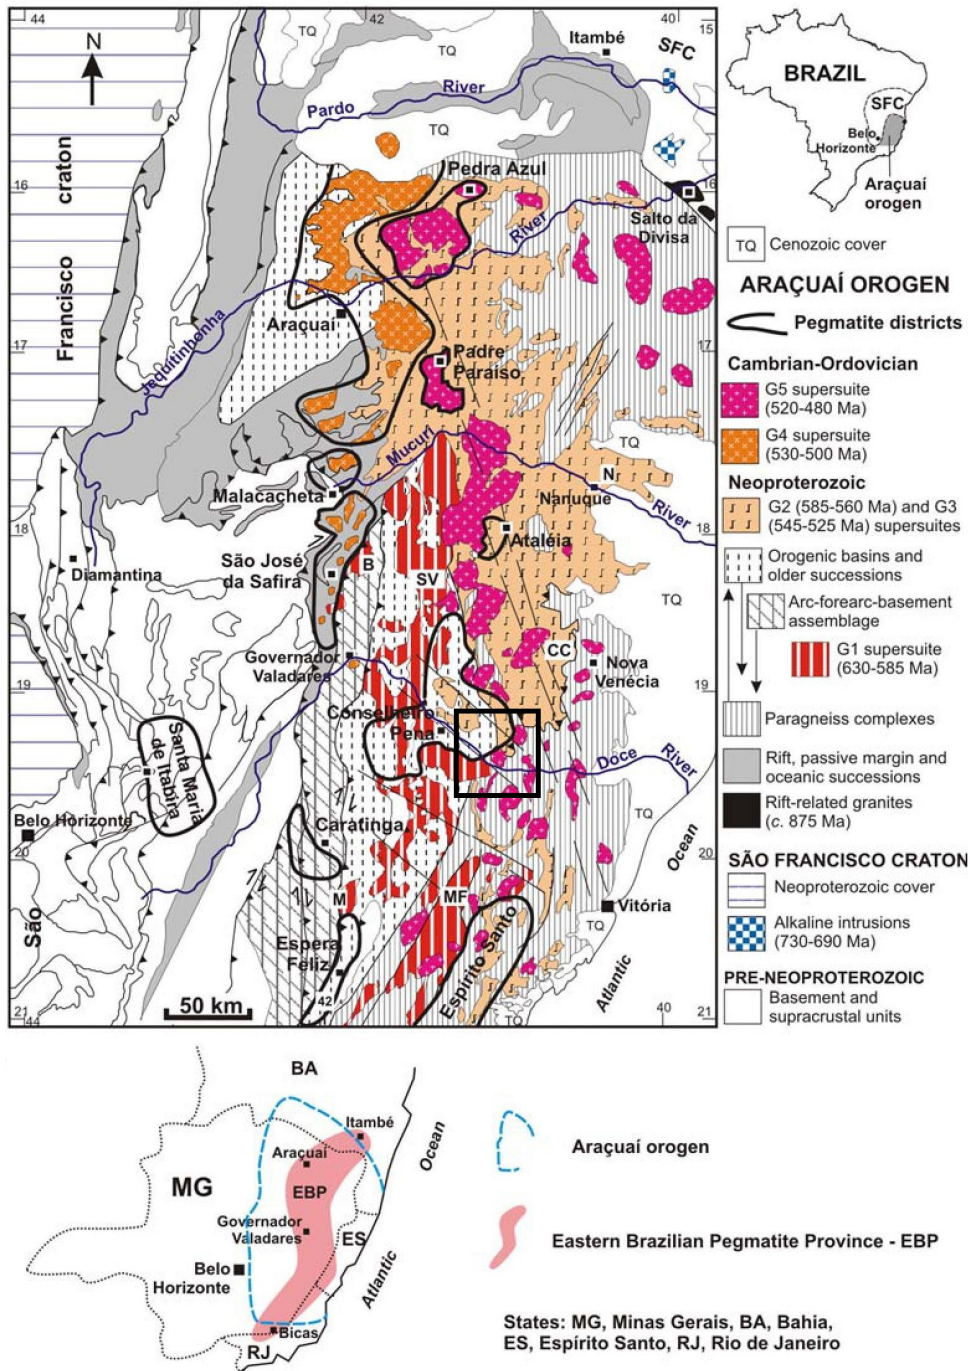 44
42
40
15
N
TQ
TQ
Itambé
SFC
Pardo
River
TQ
TQ
craton
16
Pedra Azul
16
Salto da
Divisa
River
Francisco
Araçuaí
Jequitinhonha
17
Padre
Paraíso
17
TQ
Mucuri
Malacacheta
N
Nanuque
River
18
Ataléia
18
Diamantina
São José
da Safira
B
SV
TQ
CC
Governador
Valadares
Nova
Venécia
19
19
Conselheiro
Pena
Santa Maria
de Itabira
Doce
River
Belo Horizonte
TQ
Caratinga
20
20
Ocean
São
M
MF
Vitória
Espera
Feliz
Espírito Santo
TQ
Atlantic
50 km
21
44
42
TQ
40
21
BRAZIL
SFC
Belo
Horizonte
Araçuaí
orogen
TQ Cenozoic cover
ARAÇUAÍ OROGEN
Pegmatite districts
Cambrian-Ordovician
G5 supersuite
(520-480 Ma)
G4 supersuite
(530-500 Ma)
Neoproterozoic
G2 (585-560 Ma) and G3
(545-525 Ma) supersuites
Orogenic basins and
older successions
Arc-forearc-basement
assemblage
G1 supersuite
(630-585 Ma)
Paragneiss complexes
Rift, passive margin and
oceanic successions
Rift-related granites
(c. 875 Ma)
SÃO FRANCISCO CRATON
Neoproterozoic cover
Alkaline intrusions
(730-690 Ma)
PRE-NEOPROTEROZOIC
Basement and
supracrustal units
BA
Itambé
Araçuaí
MG
EBP
Governador
Valadares
ES
Belo
Horizonte
Bicas
RJ
Ocean
Atlantic
Araçuaí orogen
Eastern Brazilian Pegmatite Province - EBP
States: MG, Minas Gerais, BA, Bahia,
ES, Espírito Santo, RJ, Rio de Janeiro